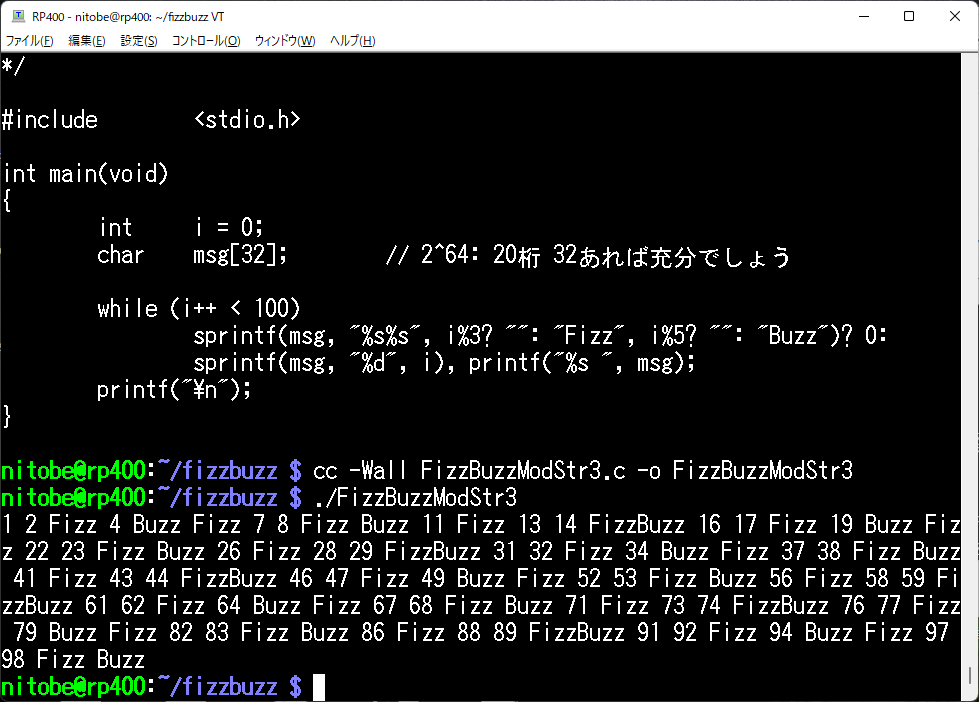 RP400 - nitobe@rp400: ~/fizzbuzz VT
ファイル(F) 編集(E) 設定(S) コントロール(O) ウィンドウ(W) ヘルプ(H)
*/
#include <stdio.h>
int main(void)
{
int i = 0;
char msg[32]; // 2^64: 20桁 32あれば充分でしょう
while (i++ < 100)
sprintf(msg, "%s%s", i%3? "": "Fizz", i%5? "": "Buzz")? 0:
sprintf(msg, "%d", i), printf("%s ", msg);
printf("¥n");
}
nitobe@rp400:~/fizzbuzz $ cc -Wall FizzBuzzModStr3.c -o FizzBuzzModStr3
nitobe@rp400:~/fizzbuzz $ ./FizzBuzzModStr3
1 2 Fizz 4 Buzz Fizz 7 8 Fizz Buzz 11 Fizz 13 14 FizzBuzz 16 17 Fizz 19 Buzz Fiz
z 22 23 Fizz Buzz 26 Fizz 28 29 FizzBuzz 31 32 Fizz 34 Buzz Fizz 37 38 Fizz Buzz
41 Fizz 43 44 FizzBuzz 46 47 Fizz 49 Buzz Fizz 52 53 Fizz Buzz 56 Fizz 58 59 Fi
zzBuzz 61 62 Fizz 64 Buzz Fizz 67 68 Fizz Buzz 71 Fizz 73 74 FizzBuzz 76 77 Fizz
79 Buzz Fizz 82 83 Fizz Buzz 86 Fizz 88 89 FizzBuzz 91 92 Fizz 94 Buzz Fizz 97
98 Fizz Buzz
nitobe@rp400:~/fizzbuzz $